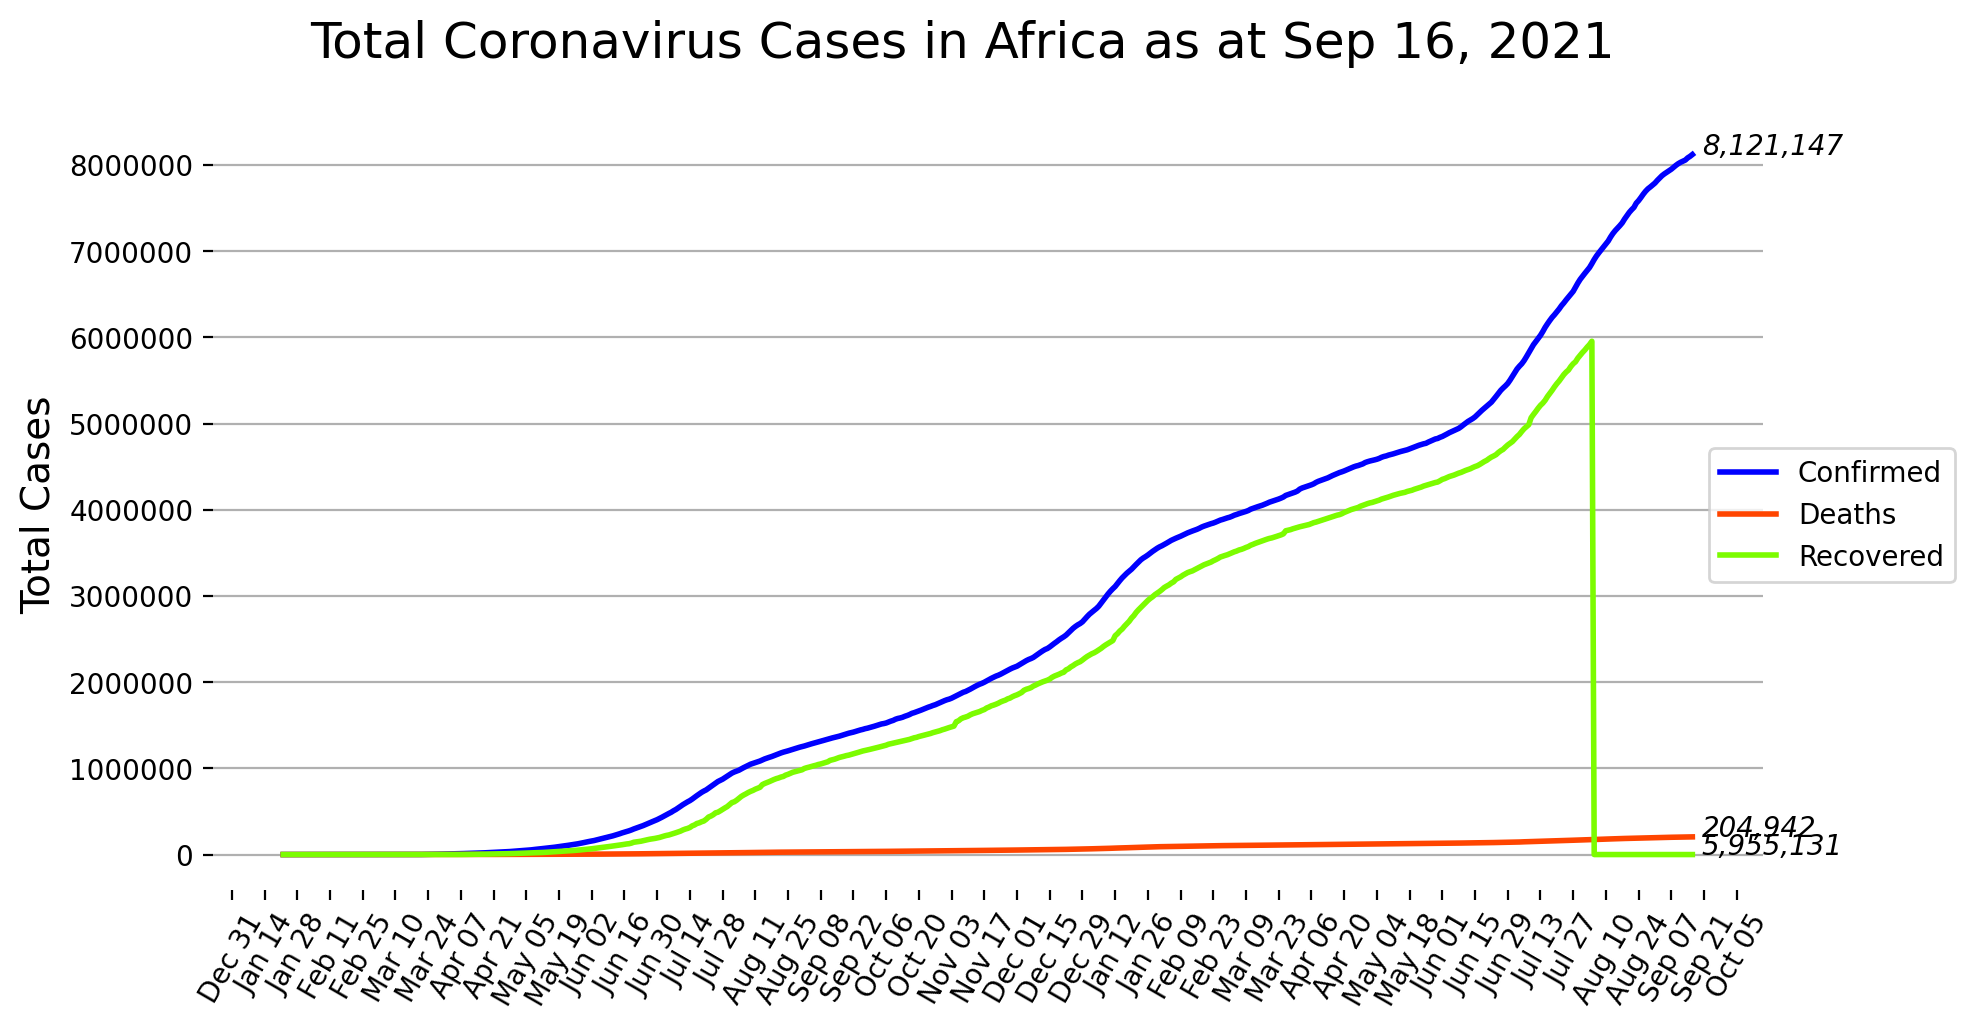 Total Coronavirus Cases in Africa as at Sep 16, 2021
Total Cases
8000000
7000000
6000000
5000000
4000000
3000000
2000000
1000000
0
8,121,147
204,942
5,955,131
Confirmed
Deaths
Recovered
Dec 31
Jan 14
Jan 28
Feb 11
Feb 25
Mar 10
Mar 24
Apr 07
Apr 21
May 05
May 19
Jun 02
Jun 16
Jun 30
Jul 14
Jul 28
Aug 11
Aug 25
Sep 08
Sep 22
Oct 06
Oct 20
Nov 03
Nov 17
Dec 01
Dec 15
Dec 29
Jan 12
Jan 26
Feb 09
Feb 23
Mar 09
Mar 23
Apr 06
Apr 20
May 04
May 18
Jun 01
Jun 15
Jun 29
Jul 13
Jul 27
Aug 10
Aug 24
Sep 07
Sep 21
Oct 05